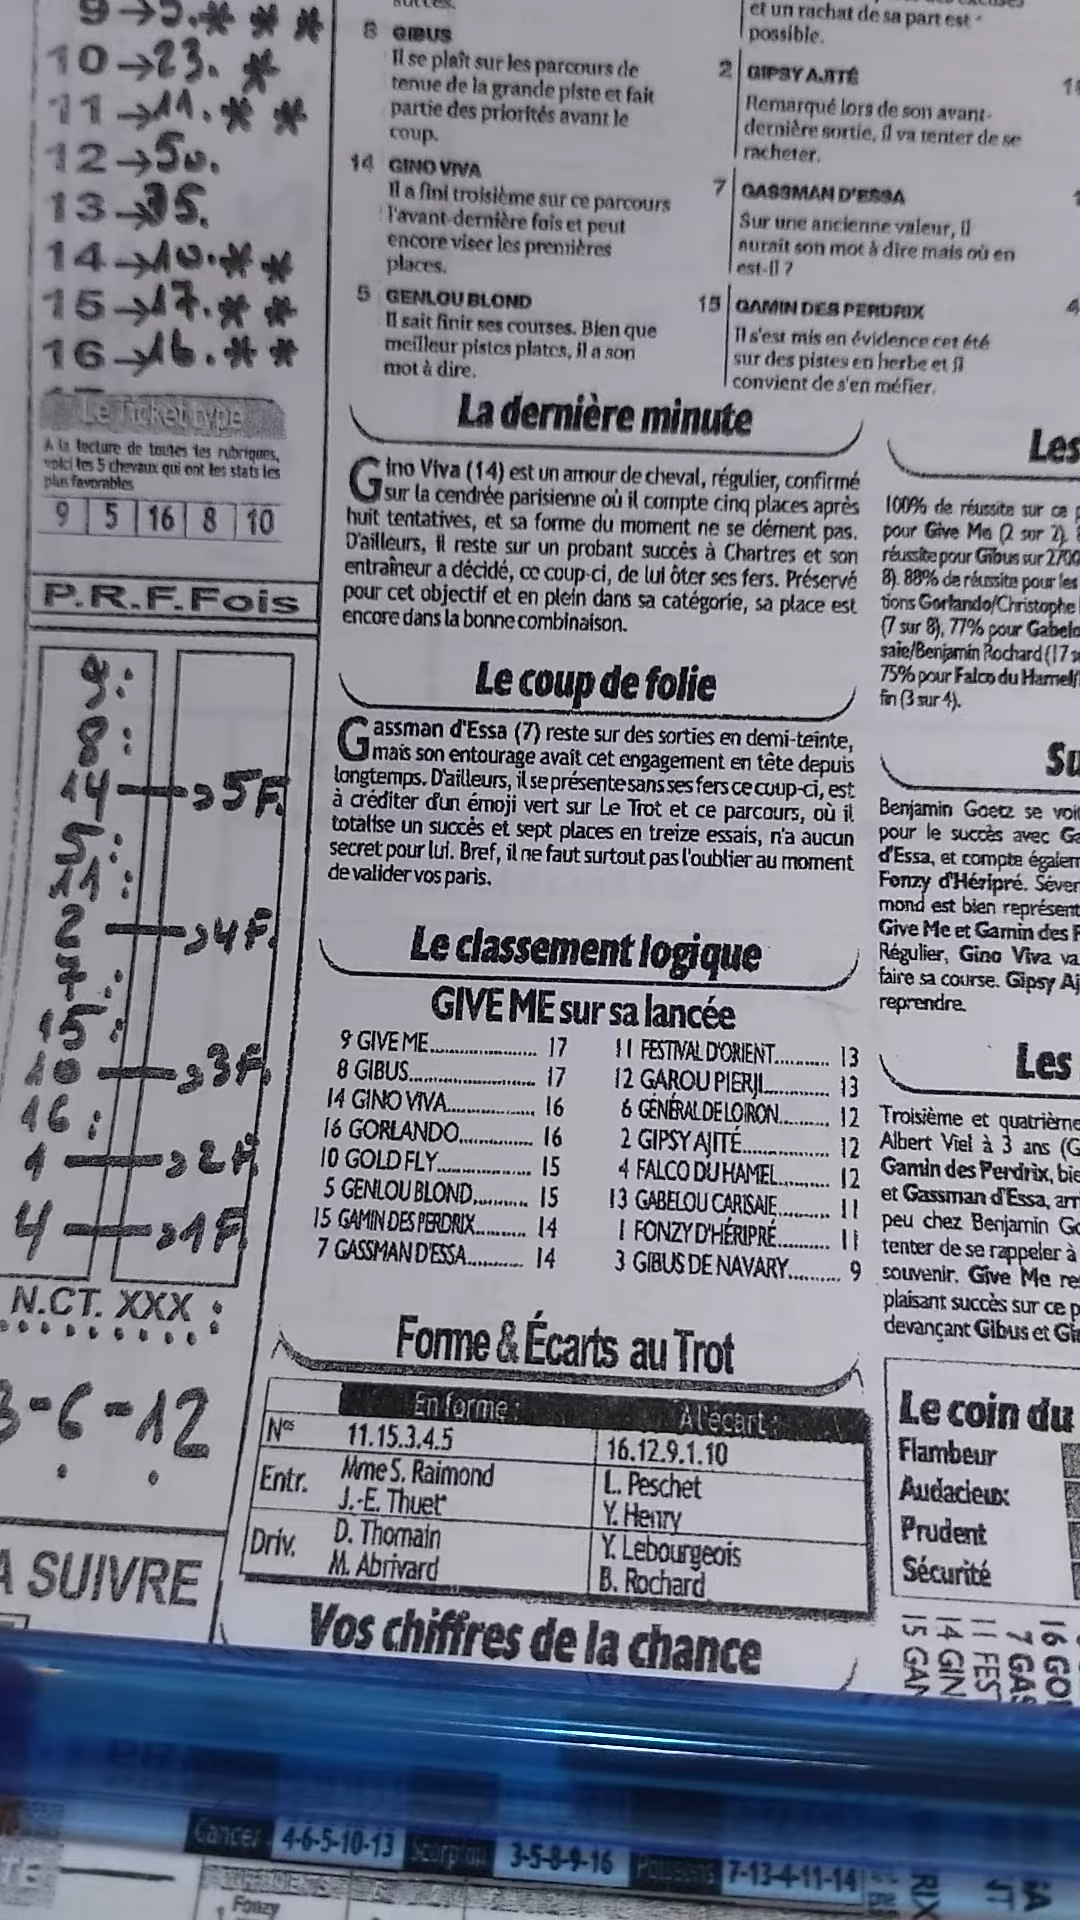 9→5.***
10→23.*
11→11.**
12→50.
13→35.
14→10.**
15→17.**
16→16.**
Le Ticket type
A la lecture de toutes les rubriques,
voici les 5 chevaux qui ont les stats les
plus favorables
9 5 16 8 10
P.R.F.Fois
9:
8:
14→5F.
5:
11:
2→4F.
7:
15:
10→3F.
16:
1→2F
4→1F
N.CT. XXX :
3-6-12
A SUIVRE
8 GIBUS
Il se plaît sur les parcours de
tenue de la grande piste et fait
partie des priorités avant le
coup.
14 GINO VIVA
Il a fini troisième sur ce parcours
l'avant-dernière fois et peut
encore viser les premières
places.
5 GENLOU BLOND
Il sait finir ses courses. Bien que
meilleur pistes plates, il a son
mot à dire.
et un rachat de sa part est
possible.
2 GIPSY AJITÉ
Remarqué lors de son avant-
dernière sortie, il va tenter de se
racheter.
7 GASSMAN D'ESSA
Sur une ancienne valeur, il
aurait son mot à dire mais où en
est-il ?
15 GAMIN DES PERDRIX
Il s'est mis en évidence cet été
sur des pistes en herbe et il
convient de s'en méfier.
La dernière minute
Gino Viva (14) est un amour de cheval, régulier, confirmé
sur la cendrée parisienne où il compte cinq places après
huit tentatives, et sa forme du moment ne se dément pas.
D'ailleurs, il reste sur un probant succès à Chartres et son
entraîneur a décidé, ce coup-ci, de lui ôter ses fers. Préservé
pour cet objectif et en plein dans sa catégorie, sa place est
encore dans la bonne combinaison.
Le coup de folie
Gassman d'Essa (7) reste sur des sorties en demi-teinte,
mais son entourage avait cet engagement en tête depuis
longtemps. D'ailleurs, il se présente sans ses fers ce coup-ci, est
à créditer d'un émoji vert sur Le Trot et ce parcours, où il
totalise un succès et sept places en treize essais, n'a aucun
secret pour lui. Bref, il ne faut surtout pas l'oublier au moment
de valider vos paris.
Le classement logique
GIVE ME sur sa lancée
9 GIVE ME 17
8 GIBUS 17
14 GINO VIVA 16
16 GORLANDO 16
10 GOLD FLY 15
5 GENLOU BLOND 15
15 GAMIN DES PERDRIX 14
7 GASSMAN D'ESSA 14
11 FESTIVAL D'ORIENT 13
12 GAROU PIERJI 13
6 GÉNÉRAL DE LOIRON 12
2 GIPSY AJITÉ 12
4 FALCO DU HAMEL 12
13 GABELOU CARISAIE 11
1 FONZY D'HÉRIPRÉ 11
3 GIBUS DE NAVARY 9
Forme & Écarts au Trot
En forme : A l'écart :
Nos 11.15.3.4.5 16.12.9.1.10
Entr. Mme S. Raimond L. Peschet
J.-E. Thuet Y. Henry
Driv. D. Thomain Y. Lebourgeois
M. Abrivard B. Rochard
Vos chiffres de la chance
Les
100% de réussite sur ce
pour Give Me (2 sur 2).
réussite pour Gibus sur 2700
8). 88% de réussite pour les
tions Gorlando/Christophe
(7 sur 8), 77% pour Gabelo
saie/Benjamin Rochard (17
75% pour Falco du Hamel/
fin (3 sur 4).
Su
Benjamin Goetz se voit
pour le succès avec Ga
d'Essa, et compte égalem
Fonzy d'Héripré. Séver
mond est bien représent
Give Me et Gamin des P
Régulier, Gino Viva va
faire sa course. Gipsy Aj
reprendre.
Les
Troisième et quatrième
Albert Viel à 3 ans (G
Gamin des Perdrix, bie
et Gassman d'Essa, arr
peu chez Benjamin Go
tenter de se rappeler à
souvenir. Give Me re
plaisant succès sur ce p
devançant Gibus et Gi
Le coin du
Flambeur
Audacieux
Prudent
Sécurité
16 GO
7 GAS
11 FES
14 GIN
15 GAN
Cancer 4-6-5-10-13 Scorpion 3-5-8-9-16 Poissons 7-13-4-11-14
Fonzy